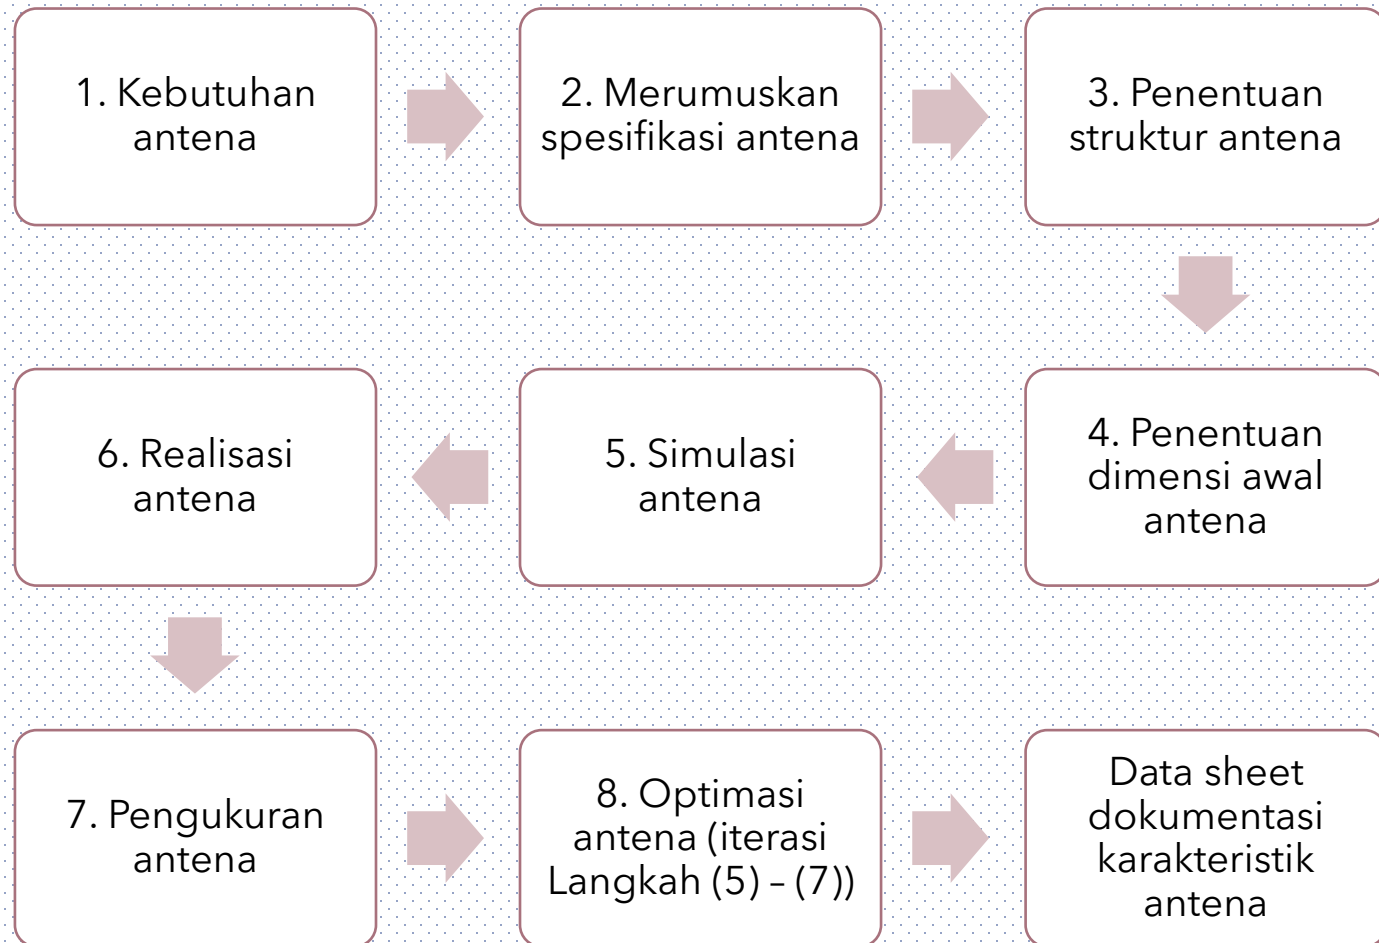 1. Kebutuhan
antena
2. Merumuskan
spesifikasi antena
3. Penentuan
struktur antena
4. Penentuan
dimensi awal
antena
5. Simulasi
antena
6. Realisasi
antena
7. Pengukuran
antena
8. Optimasi
antena (iterasi
Langkah (5) – (7))
Data sheet
dokumentasi
karakteristik
antena